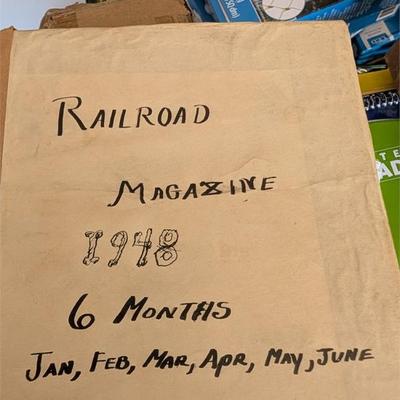 RAILROAD
MAGAZINE
1948
6 MONTHS
JAN, FEB, MAR, APR, MAY, JUNE